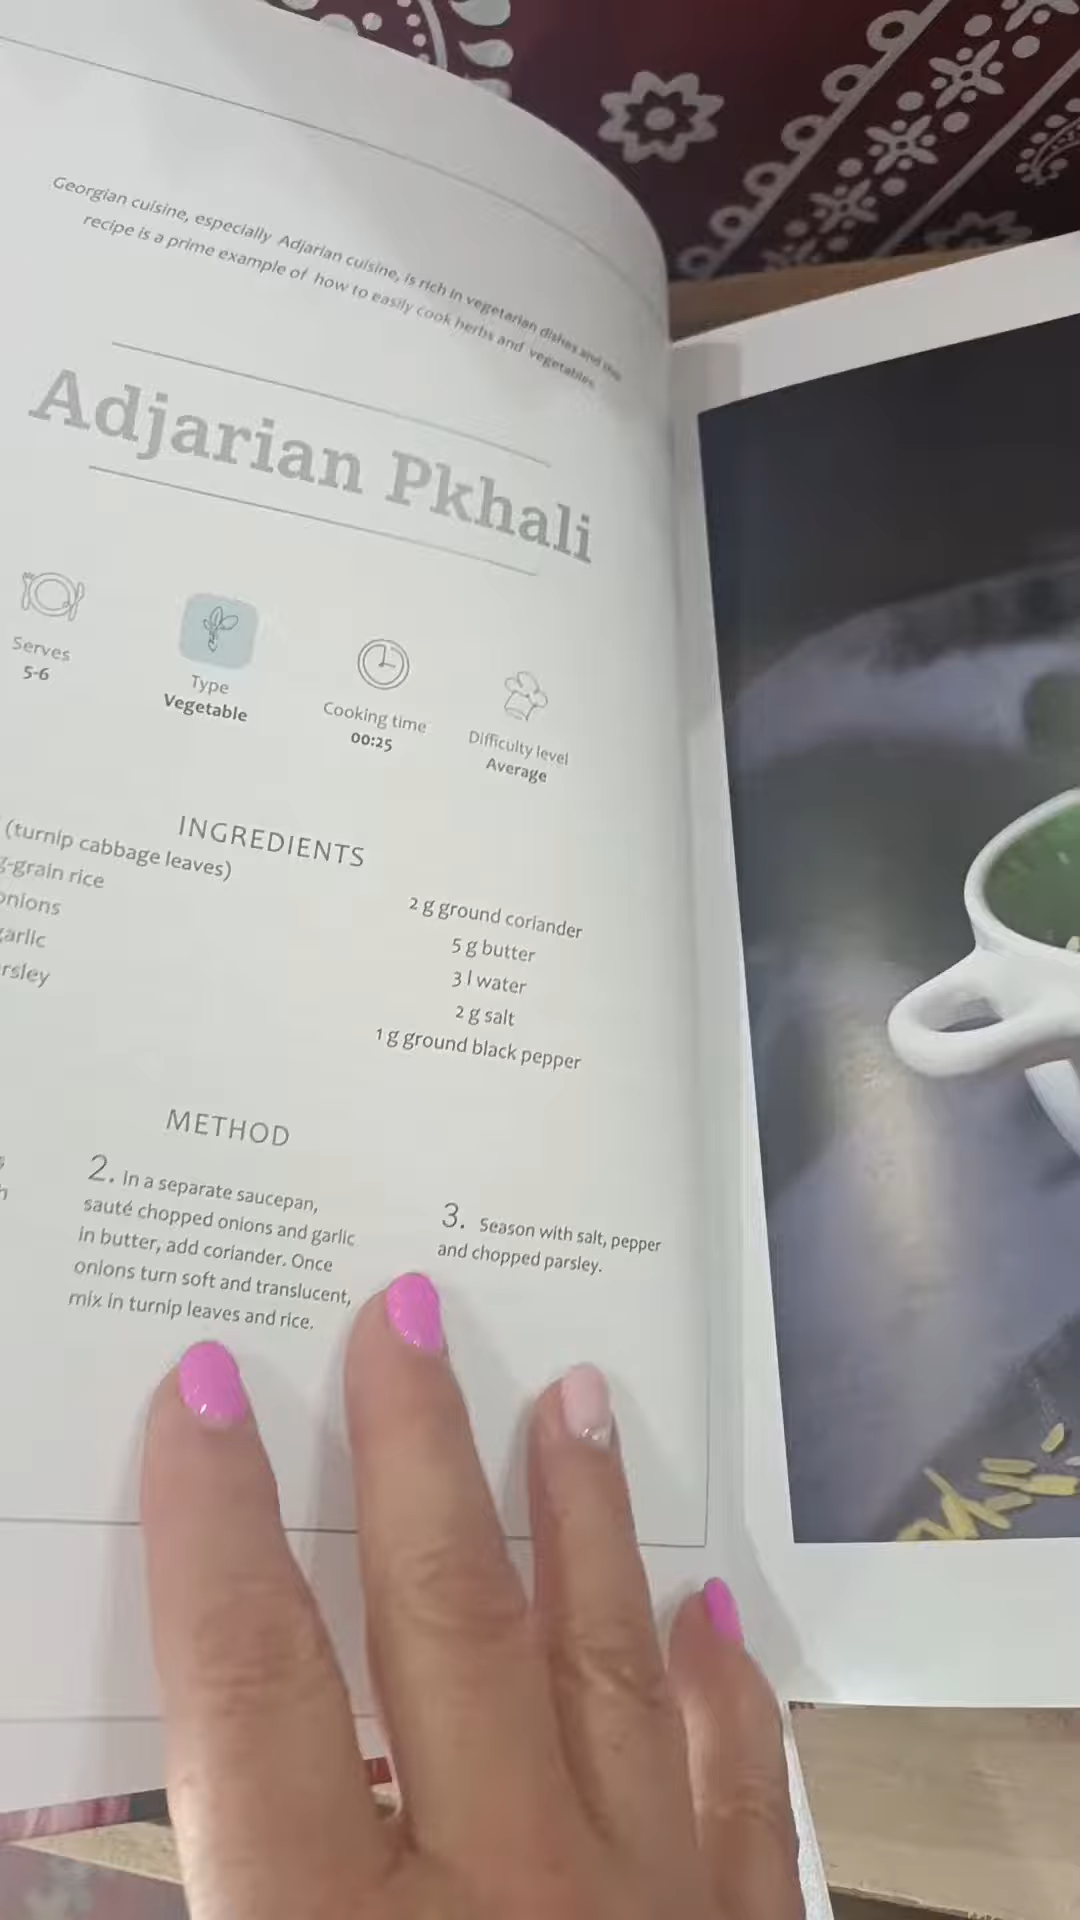 Georgian cuisine, especially Adjarian cuisine, is rich in vegetarian dishes and this
recipe is a prime example of how to easily cook herbs and vegetables.
Adjarian Pkhali
Serves
5-6
Type
Vegetable
Cooking time
00:25
Difficulty level
Average
INGREDIENTS
(turnip cabbage leaves)
g-grain rice
onions
garlic
rsley
2 g ground coriander
5 g butter
3 l water
2 g salt
1 g ground black pepper
METHOD
2. In a separate saucepan,
sauté chopped onions and garlic
in butter, add coriander. Once
onions turn soft and translucent,
mix in turnip leaves and rice.
3. Season with salt, pepper
and chopped parsley.